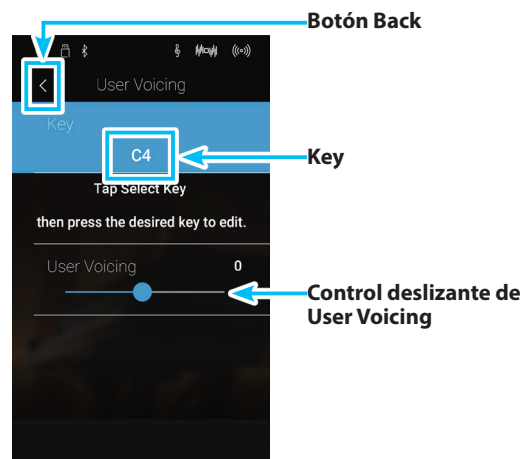 Botón Back
User Voicing
Key
C4
Key
Tap Select Key
then press the desired key to edit.
User Voicing
0
Control deslizante de
User Voicing